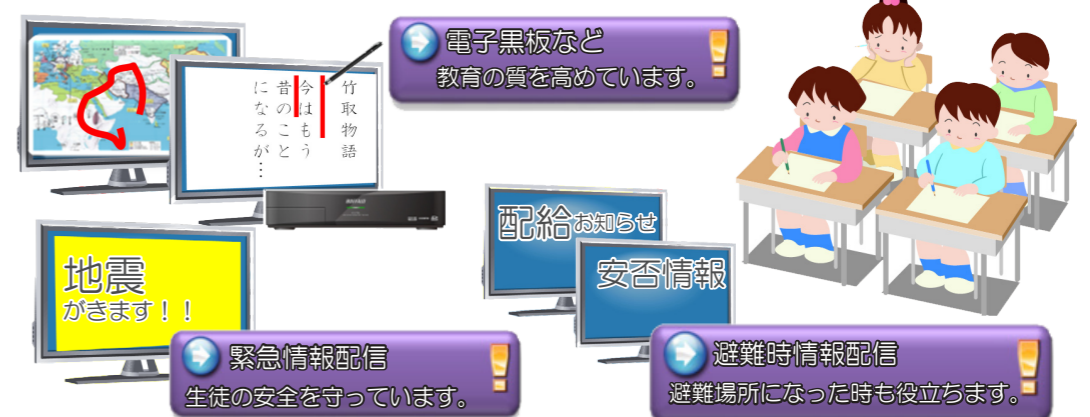 電子黒板など
教育の質を高めています。
竹取物語
今はもう
昔のこと
になるが…
配給お知らせ
安否情報
地震
がきます！！
緊急情報配信
生徒の安全を守っています。
避難時情報配信
避難場所になった時も役立ちます。